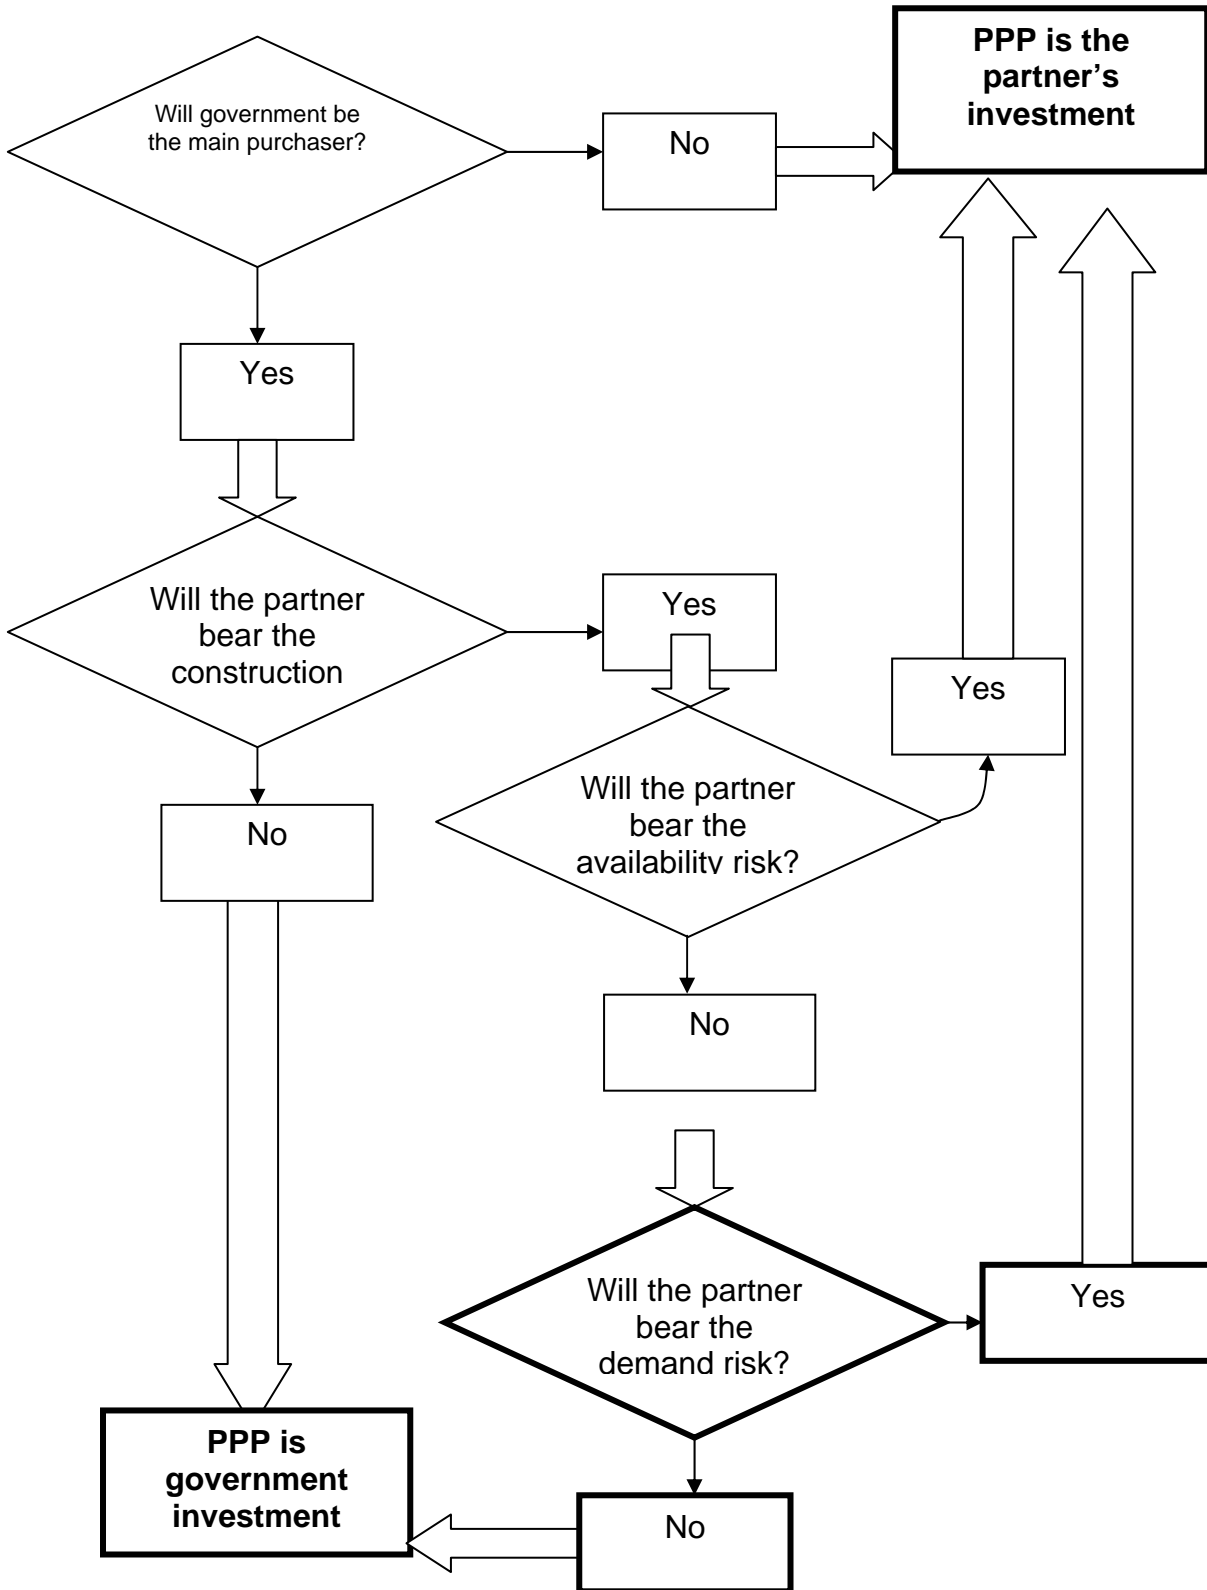 PPP is the
partner’s
investment
Will government be
the main purchaser?
No
Yes
Will the partner
bear the
construction
Yes
Yes
Will the partner
bear the
availability risk?
No
No
Will the partner
bear the
demand risk?
Yes
PPP is
government
investment
No